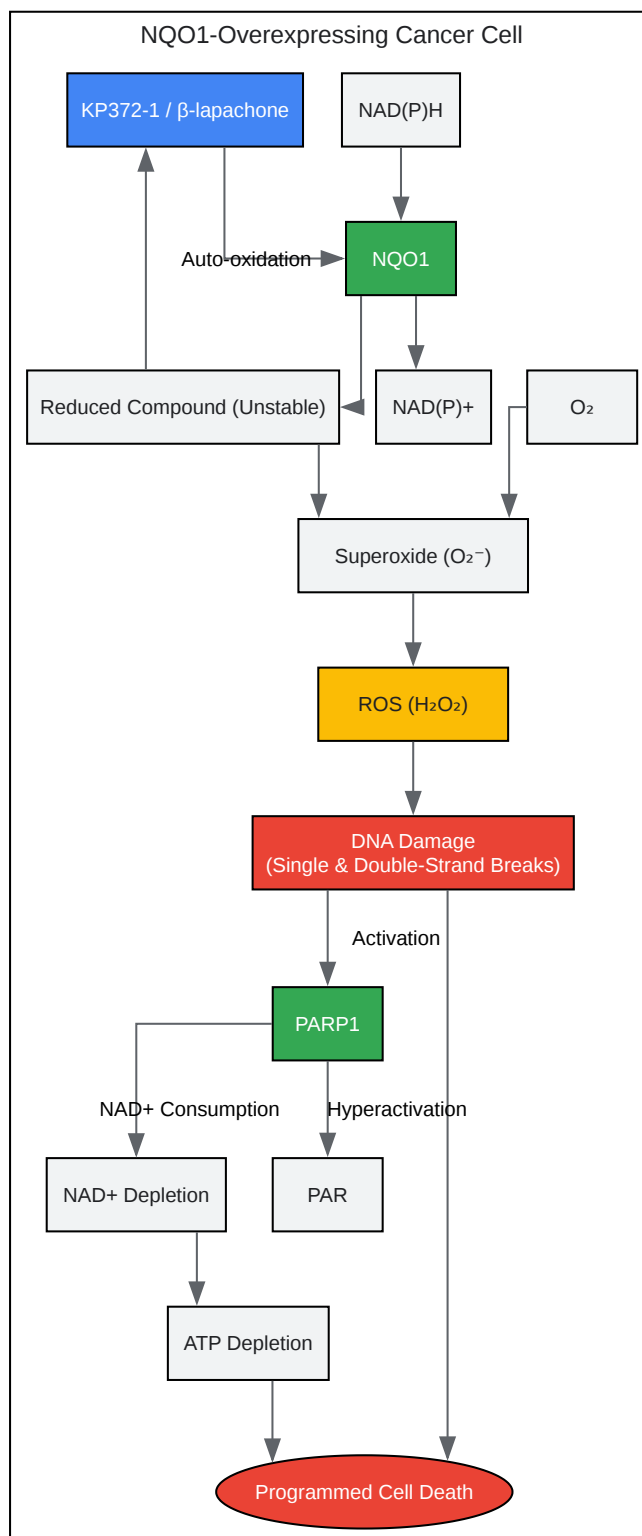 NQO1-Overexpressing Cancer Cell
KP372-1 / β-lapachone
NAD(P)H
Auto-oxidation
NQO1
Reduced Compound (Unstable)
NAD(P)+
O₂
Superoxide (O₂⁻)
ROS (H₂O₂)
DNA Damage
(Single & Double-Strand Breaks)
Activation
PARP1
NAD+ Consumption
Hyperactivation
NAD+ Depletion
PAR
ATP Depletion
Programmed Cell Death